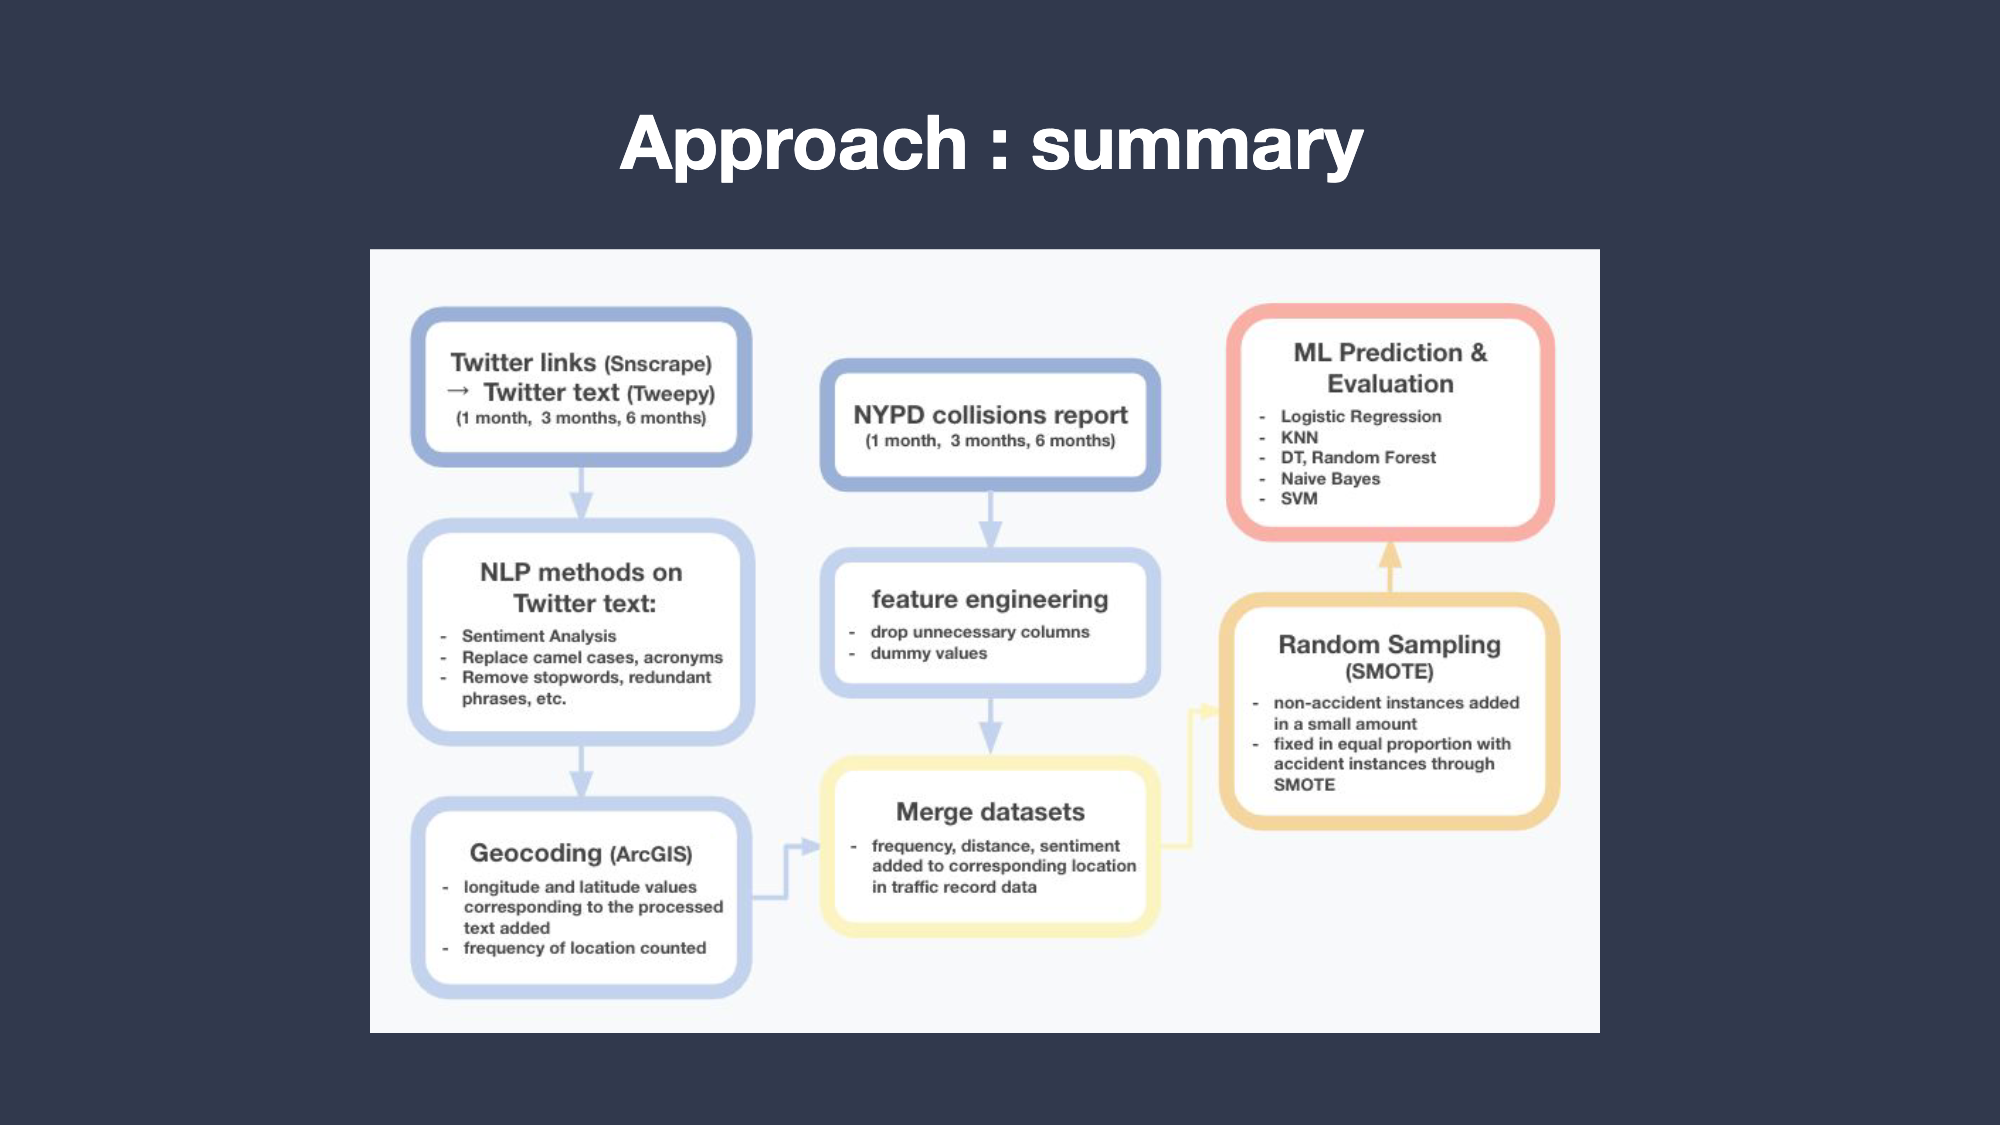 Approach : summary
Twitter links (Snscrape)
→ Twitter text (Tweepy)
(1 month, 3 months, 6 months)
NLP methods on
Twitter text:
- Sentiment Analysis
- Replace camel cases, acronyms
- Remove stopwords, redundant
phrases, etc.
Geocoding (ArcGIS)
- longitude and latitude values
corresponding to the processed
text added
- frequency of location counted
NYPD collisions report
(1 month, 3 months, 6 months)
feature engineering
- drop unnecessary columns
- dummy values
Merge datasets
- frequency, distance, sentiment
added to corresponding location
in traffic record data
Random Sampling
(SMOTE)
- non-accident instances added
in a small amount
- fixed in equal proportion with
accident instances through
SMOTE
ML Prediction &
Evaluation
- Logistic Regression
- KNN
- DT, Random Forest
- Naive Bayes
- SVM